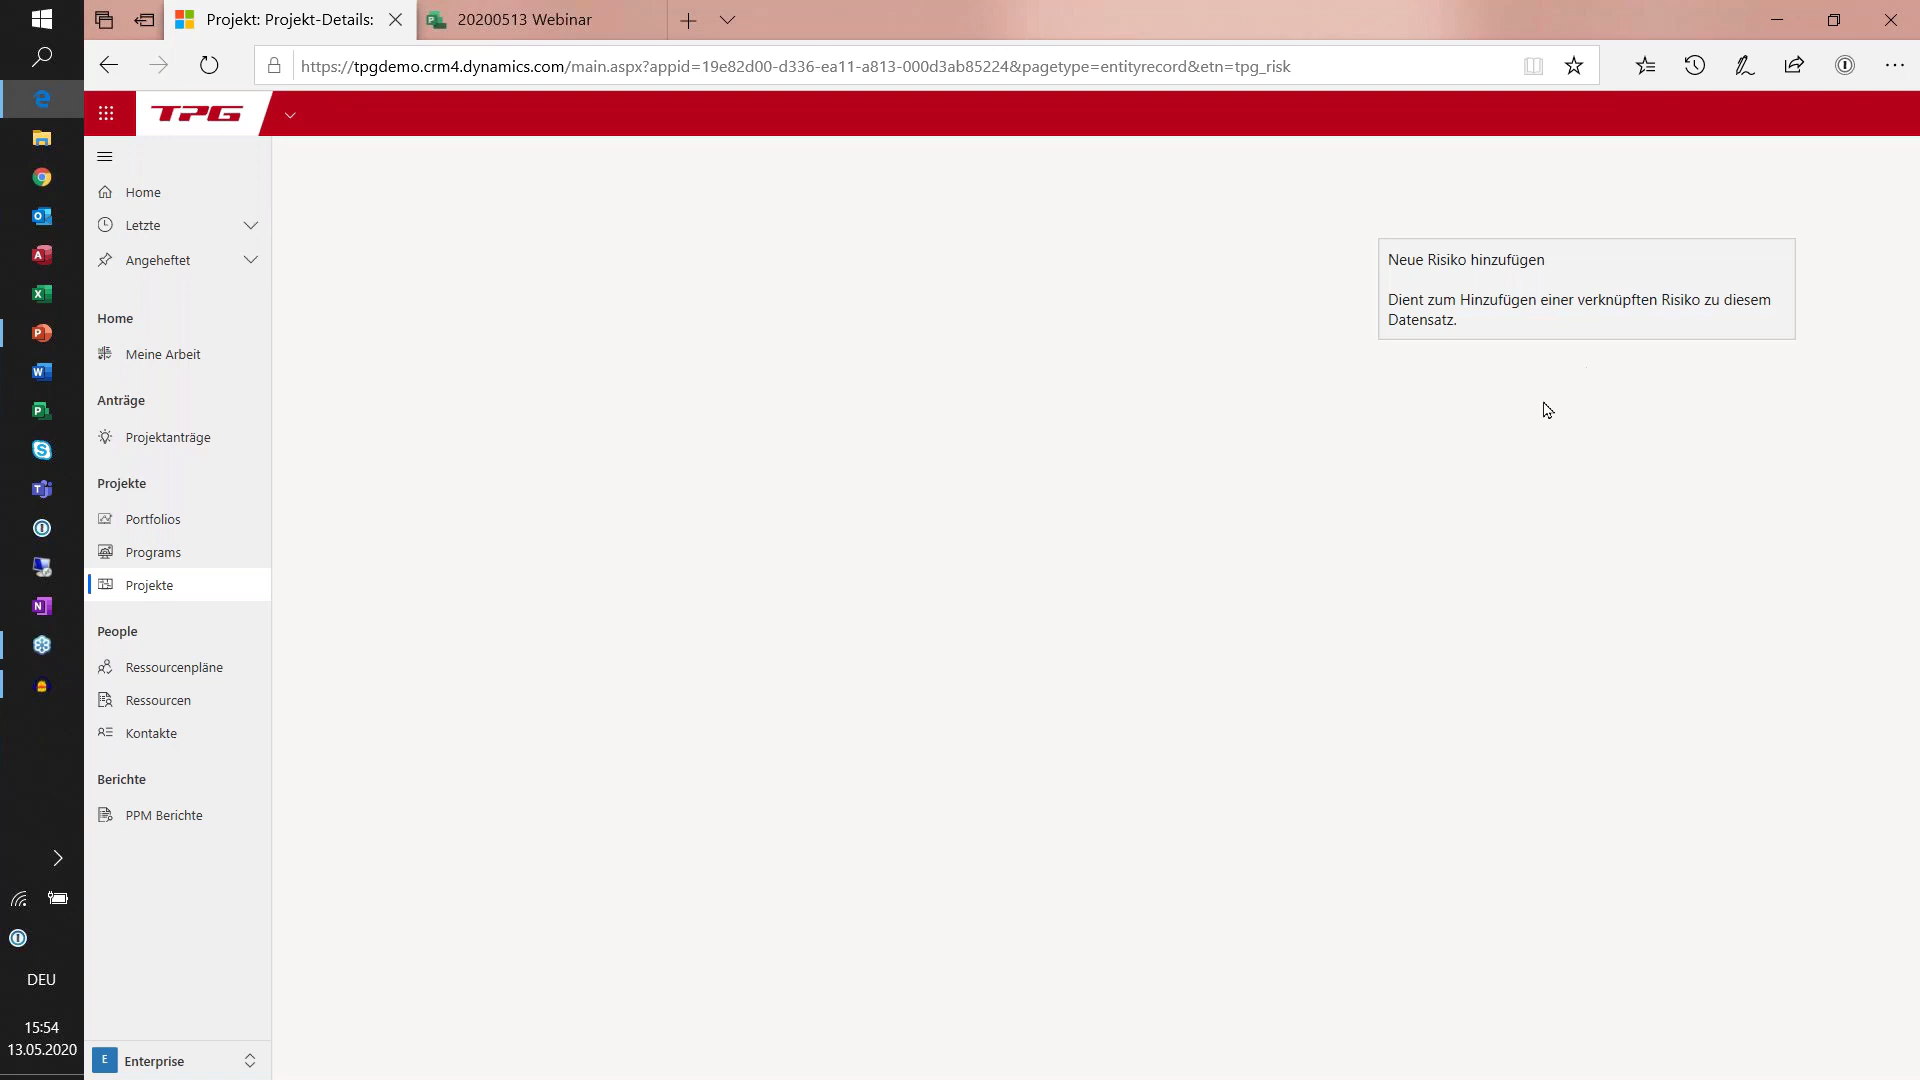 Projekt: Projekt-Details:
20200513 Webinar
https://tpgdemo.crm4.dynamics.com/main.aspx?appid=19e82d00-d336-ea11-a813-000d3ab85224&pagetype=entityrecord&etn=tpg_risk
TPG
Home
Letzte
Angeheftet
Neue Risiko hinzufügen
Dient zum Hinzufügen einer verknüpften Risiko zu diesem
Datensatz.
Home
Meine Arbeit
Anträge
Projektanträge
Projekte
Portfolios
Programs
Projekte
People
Ressourcenpläne
Ressourcen
Kontakte
Berichte
PPM Berichte
DEU
15:54
13.05.2020
E Enterprise